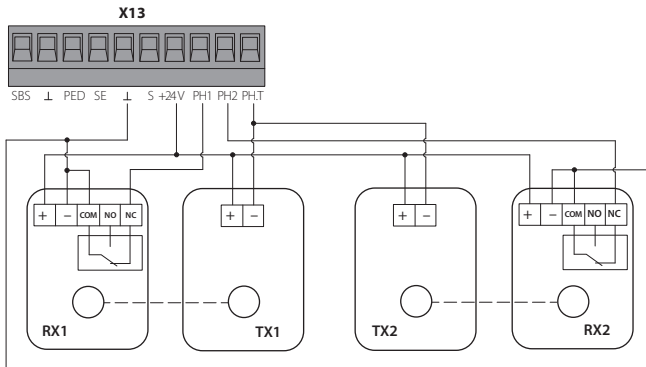 X13
SBS ⊥ PED SE ⊥ S +24V PH1 PH2 PH.T
+ − COM NO NC
+ −
+ −
+ − COM NO NC
RX1
TX1
TX2
RX2